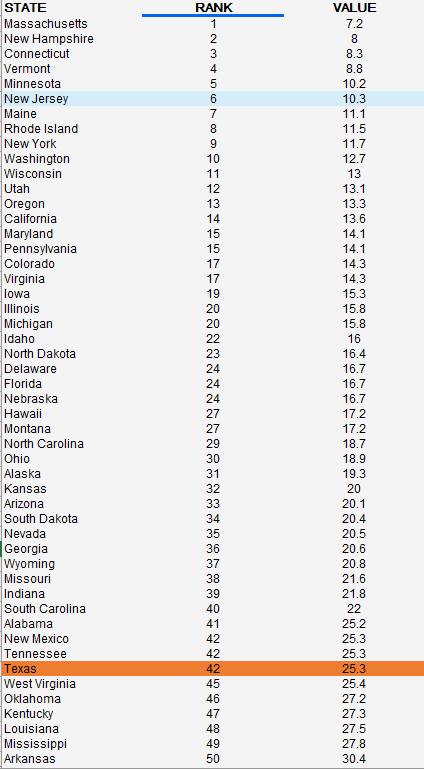 STATE RANK VALUE
Massachusetts 1 7.2
New Hampshire 2 8
Connecticut 3 8.3
Vermont 4 8.8
Minnesota 5 10.2
New Jersey 6 10.3
Maine 7 11.1
Rhode Island 8 11.5
New York 9 11.7
Washington 10 12.7
Wisconsin 11 13
Utah 12 13.1
Oregon 13 13.3
California 14 13.6
Maryland 15 14.1
Pennsylvania 15 14.1
Colorado 17 14.3
Virginia 17 14.3
Iowa 19 15.3
Illinois 20 15.8
Michigan 20 15.8
Idaho 22 16
North Dakota 23 16.4
Delaware 24 16.7
Florida 24 16.7
Nebraska 24 16.7
Hawaii 27 17.2
Montana 27 17.2
North Carolina 29 18.7
Ohio 30 18.9
Alaska 31 19.3
Kansas 32 20
Arizona 33 20.1
South Dakota 34 20.4
Nevada 35 20.5
Georgia 36 20.6
Wyoming 37 20.8
Missouri 38 21.6
Indiana 39 21.8
South Carolina 40 22
Alabama 41 25.2
New Mexico 42 25.3
Tennessee 42 25.3
Texas 42 25.3
West Virginia 45 25.4
Oklahoma 46 27.2
Kentucky 47 27.3
Louisiana 48 27.5
Mississippi 49 27.8
Arkansas 50 30.4